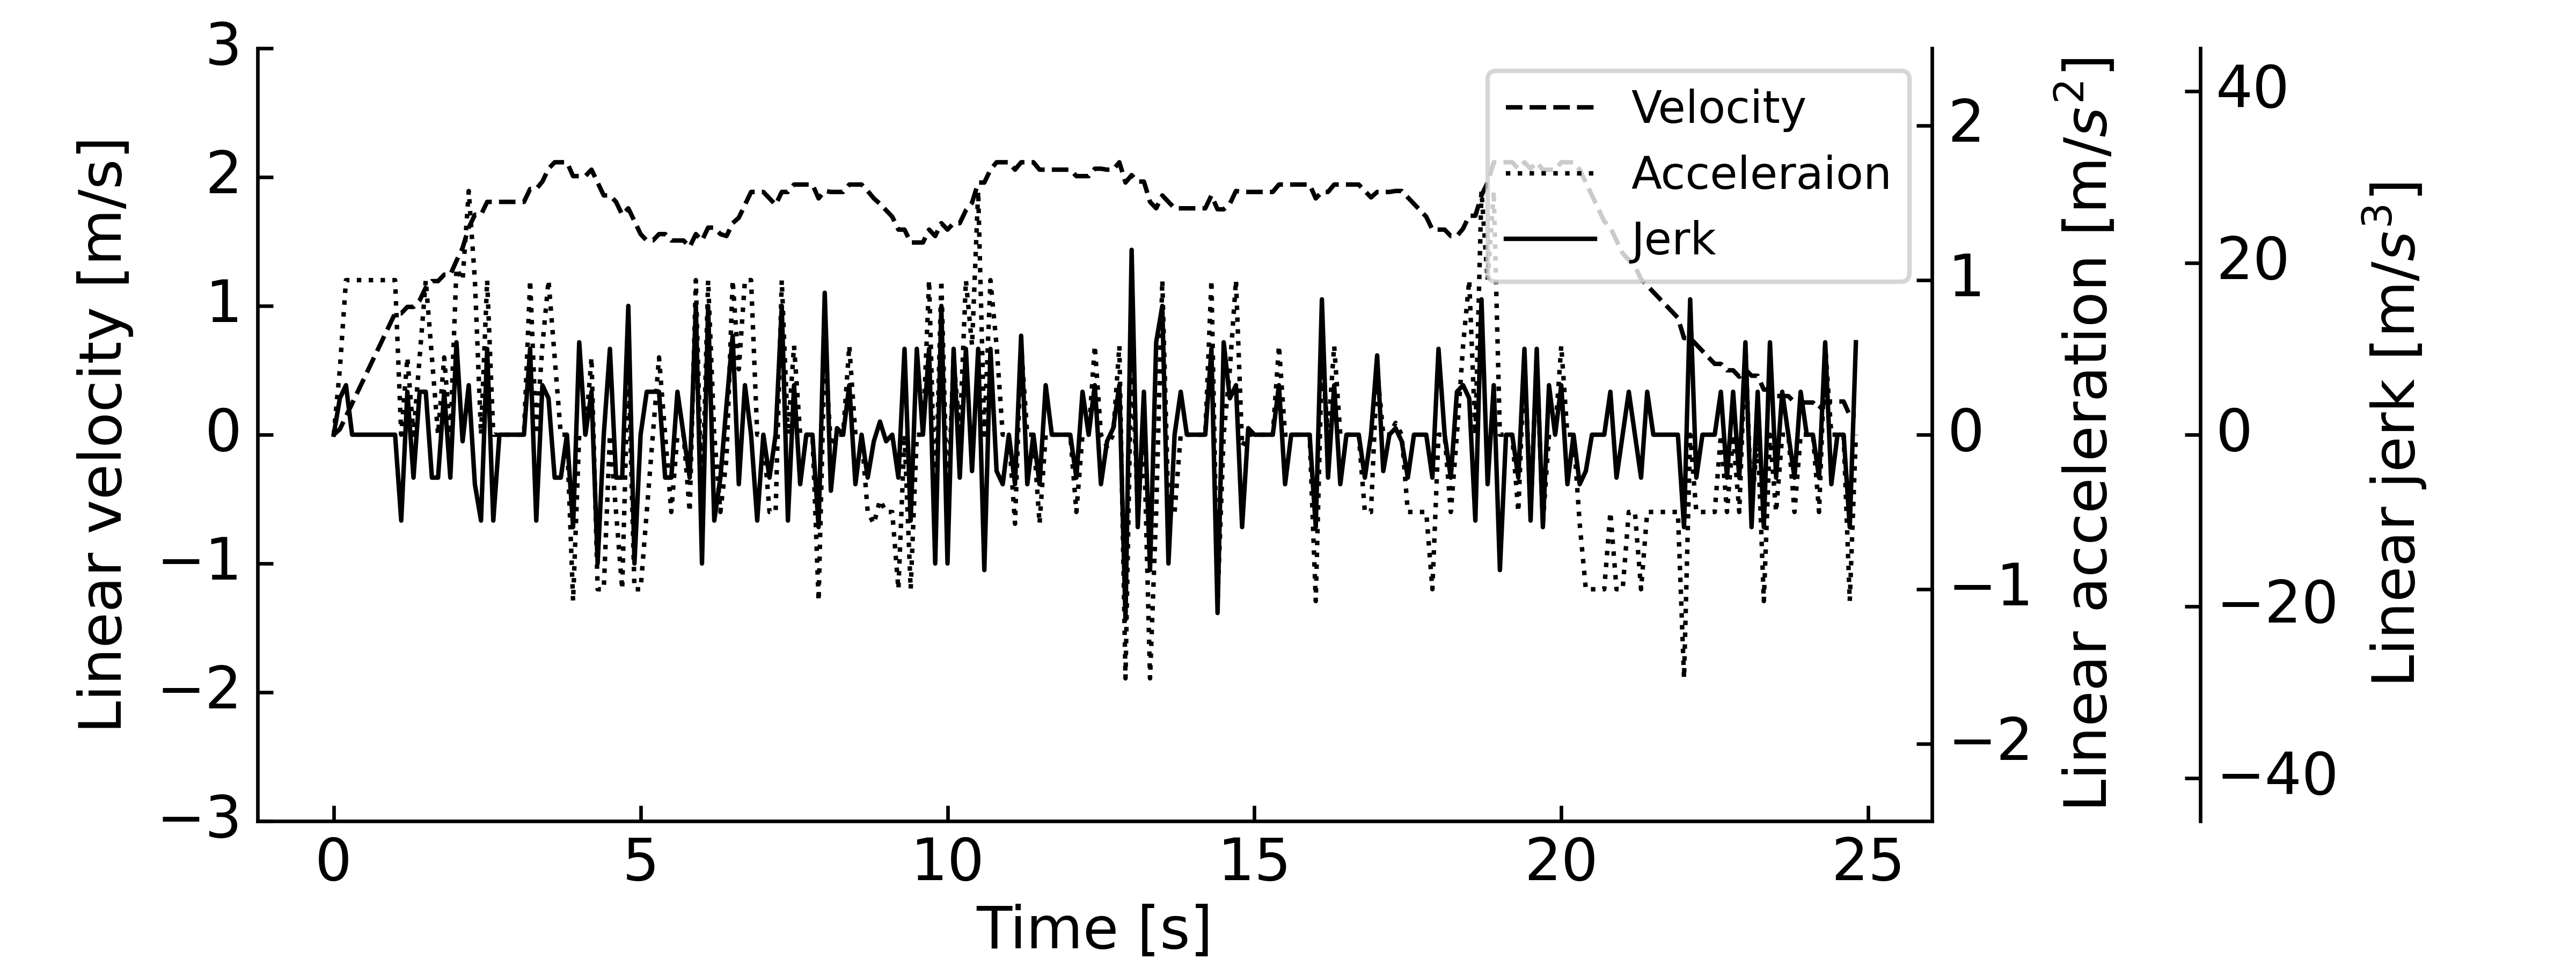 Linear velocity [m/s]
3
2
1
0
−1
−2
−3
0 5 10 15 20 25
Time [s]
Velocity
Acceleraion
Jerk
2
1
0
−1
−2
Linear acceleration [m/s²]
40
20
0
−20
−40
Linear jerk [m/s³]